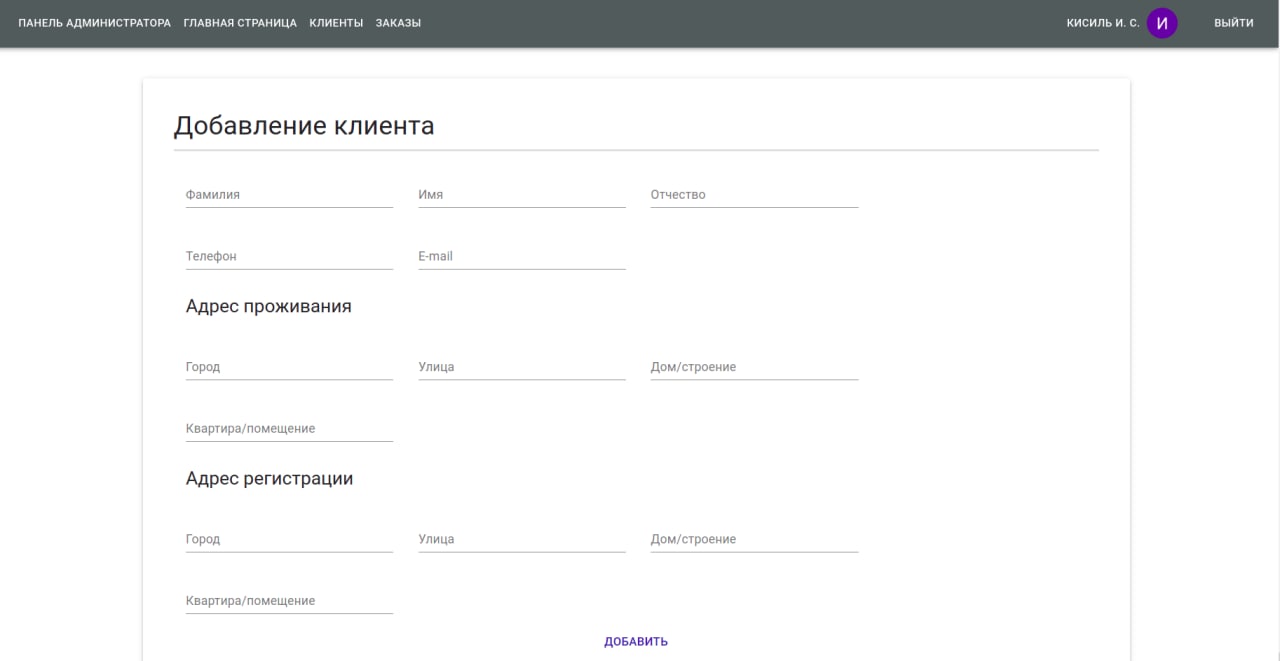 ПАНЕЛЬ АДМИНИСТРАТОРА ГЛАВНАЯ СТРАНИЦА КЛИЕНТЫ ЗАКАЗЫ КИСИЛЬ И. С. И ВЫЙТИ
Добавление клиента
Фамилия Имя Отчество
Телефон E-mail
Адрес проживания
Город Улица Дом/строение
Квартира/помещение
Адрес регистрации
Город Улица Дом/строение
Квартира/помещение
ДОБАВИТЬ